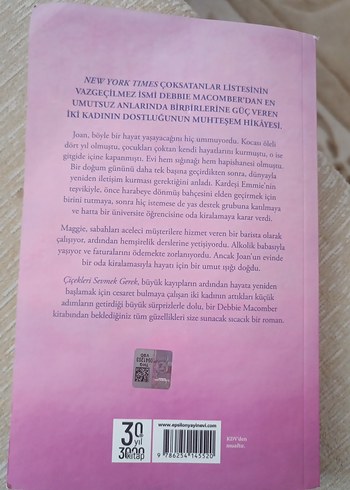 NEW YORK TIMES ÇOKSATANLAR LİSTESİNİN
VAZGEÇİLMEZ İSMİ DEBBIE MACOMBER'DAN EN
UMUTSUZ ANLARINDA BİRBİRLERİNE GÜÇ VEREN
İKİ KADININ DOSTLUĞUNUN MUHTEŞEM HİKÂYESİ.
Joan, böyle bir hayat yaşayacağını hiç ummuyordu. Kocası öleli
dört yıl olmuştu, çocukları çoktan kendi hayatlarını kurmuştu, o ise
gitgide içine kapanmıştı. Evi hem sığınağı hem hapishanesi olmuştu.
Bir doğum gününü daha tek başına geçirdikten sonra, dünyayla
yeniden iletişim kurması gerektiğini anladı. Kardeşi Emmie'nin
teşvikiyle, önce harabeye dönmüş bahçesini elden geçirmek için
birini tutmaya, sonra hiç istemese de yas destek grubuna katılmaya
ve hatta bir üniversite öğrencisine oda kiralamaya karar verdi.
Maggie, sabahları aceleci müşterilere hizmet veren bir barista olarak
çalışıyor, ardından hemşirelik derslerine yetişiyordu. Alkolik babasıyla
yaşıyor ve faturalarını ödemekte zorlanıyordu. Ancak Joan'un evinde
bir oda kiralamasıyla hayatı için bir umut ışığı doğdu.
Çiçekleri Sevmek Gerek, büyük kayıpların ardından hayata yeniden
başlamak için cesaret bulmaya çalışan iki kadının attıkları küçük
adımların getirdiği büyük sürprizlerle dolu, bir Debbie Macomber
kitabından beklediğiniz tüm güzellikleri size sunacak sıcacık bir roman.
30
yıl
3000
kitap
www.epsilonyayinevi.com
9 786254 145520
KDV'den
muaftır.